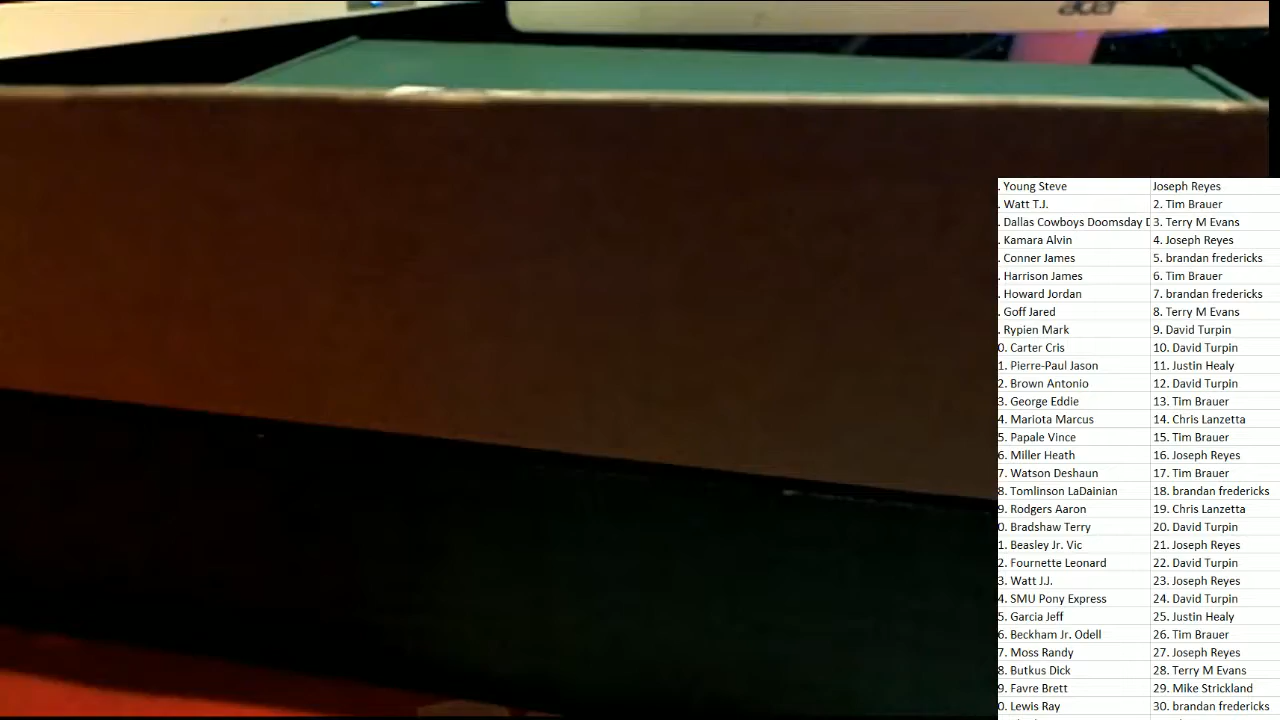 acer
. Young Steve Joseph Reyes
. Watt T.J. 2. Tim Brauer
. Dallas Cowboys Doomsday D 3. Terry M Evans
. Kamara Alvin 4. Joseph Reyes
. Conner James 5. brandan fredericks
. Harrison James 6. Tim Brauer
. Howard Jordan 7. brandan fredericks
. Goff Jared 8. Terry M Evans
. Rypien Mark 9. David Turpin
0. Carter Cris 10. David Turpin
1. Pierre-Paul Jason 11. Justin Healy
2. Brown Antonio 12. David Turpin
3. George Eddie 13. Tim Brauer
4. Mariota Marcus 14. Chris Lanzetta
5. Papale Vince 15. Tim Brauer
6. Miller Heath 16. Joseph Reyes
7. Watson Deshaun 17. Tim Brauer
8. Tomlinson LaDainian 18. brandan fredericks
9. Rodgers Aaron 19. Chris Lanzetta
0. Bradshaw Terry 20. David Turpin
1. Beasley Jr. Vic 21. Joseph Reyes
2. Fournette Leonard 22. David Turpin
3. Watt J.J. 23. Joseph Reyes
4. SMU Pony Express 24. David Turpin
5. Garcia Jeff 25. Justin Healy
6. Beckham Jr. Odell 26. Tim Brauer
7. Moss Randy 27. Joseph Reyes
8. Butkus Dick 28. Terry M Evans
9. Favre Brett 29. Mike Strickland
0. Lewis Ray 30. brandan fredericks